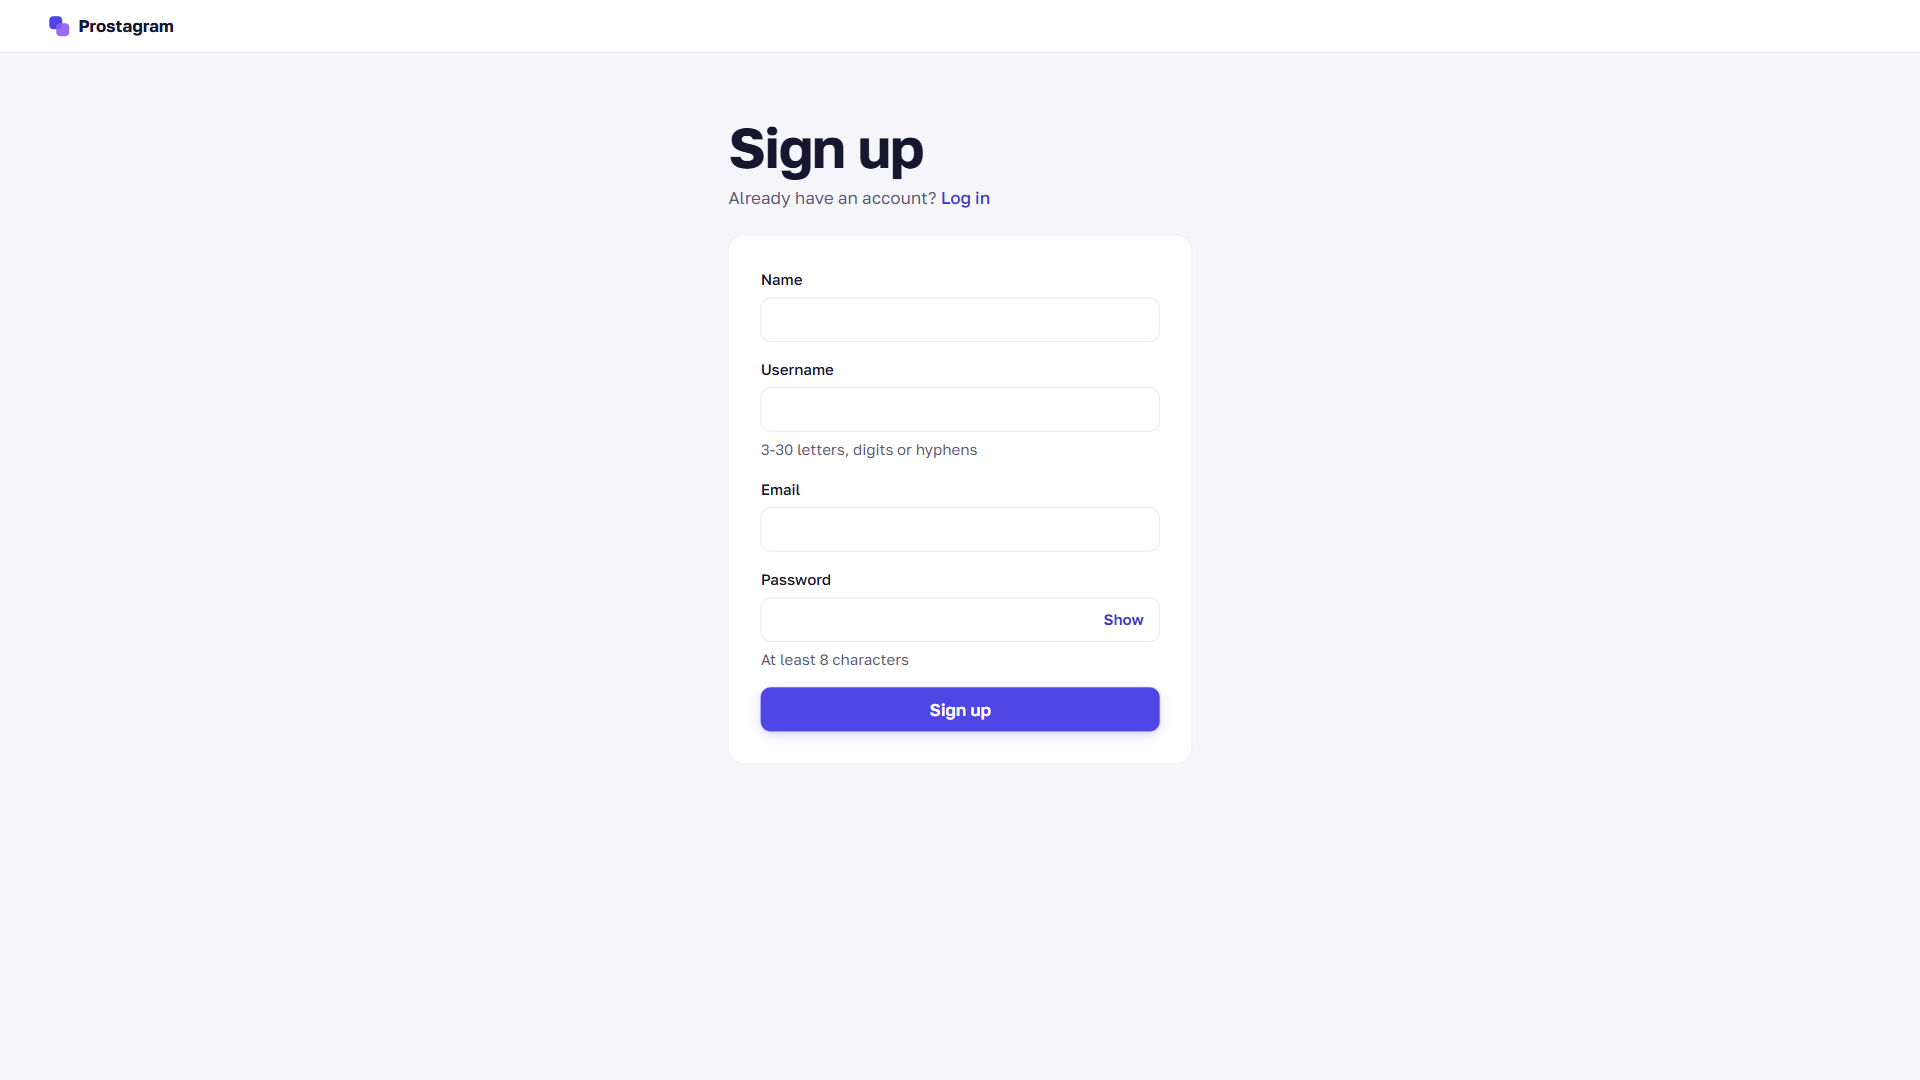 Prostagram
Sign up
Already have an account? Log in
Name
Username
3-30 letters, digits or hyphens
Email
Password
Show
At least 8 characters
Sign up